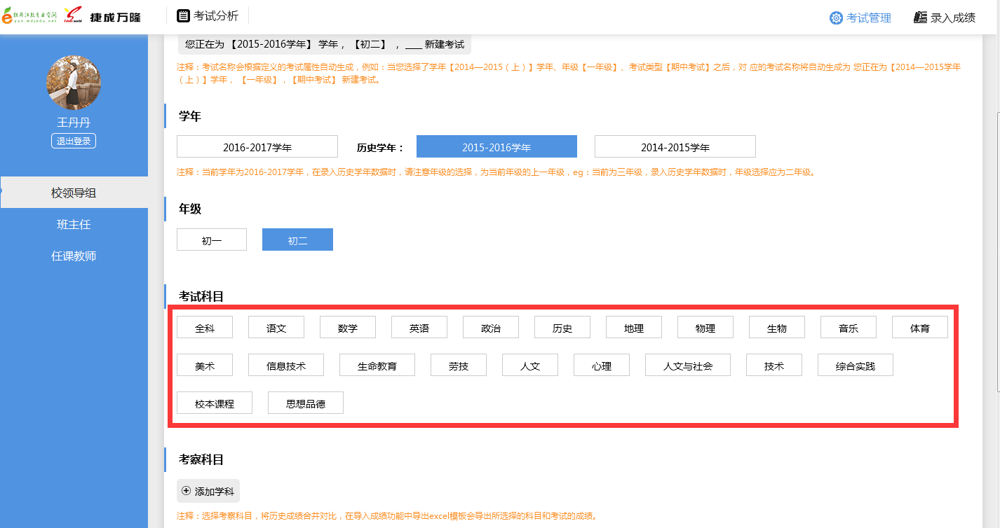 牡丹江教育云空间
yun.mdjedu.net
Future world
捷成万隆
考试分析
考试管理
录入成绩
王丹丹
退出登录
校领导组
班主任
任课教师
您正在为 【2015-2016学年】 学年， 【初二】 ， ____ 新建考试
注释：考试名称会根据定义的考试属性自动生成，例如：当您选择了学年【2014—2015（上）】学年、年级【一年级】、考试类型【期中考试】之后，对 应的考试名称将自动生成为 您正在为【2014—2015学年
（上）】学年， 【一年级】，【期中考试】 新建考试。
学年
2016-2017学年 历史学年： 2015-2016学年 2014-2015学年
注释：当前学年为2016-2017学年，在录入历史学年数据时，请注意年级的选择，为当前年级的上一年级，eg：当前为三年级，录入历史学年数据时，年级选择应为二年级。
年级
初一 初二
考试科目
全科 语文 数学 英语 政治 历史 地理 物理 生物 音乐 体育
美术 信息技术 生命教育 劳技 人文 心理 人文与社会 技术 综合实践
校本课程 思想品德
考察科目
添加学科
注释：选择考察科目，将历史成绩合并对比，在导入成绩功能中导出excel模板会导出所选择的科目和考试的成绩。